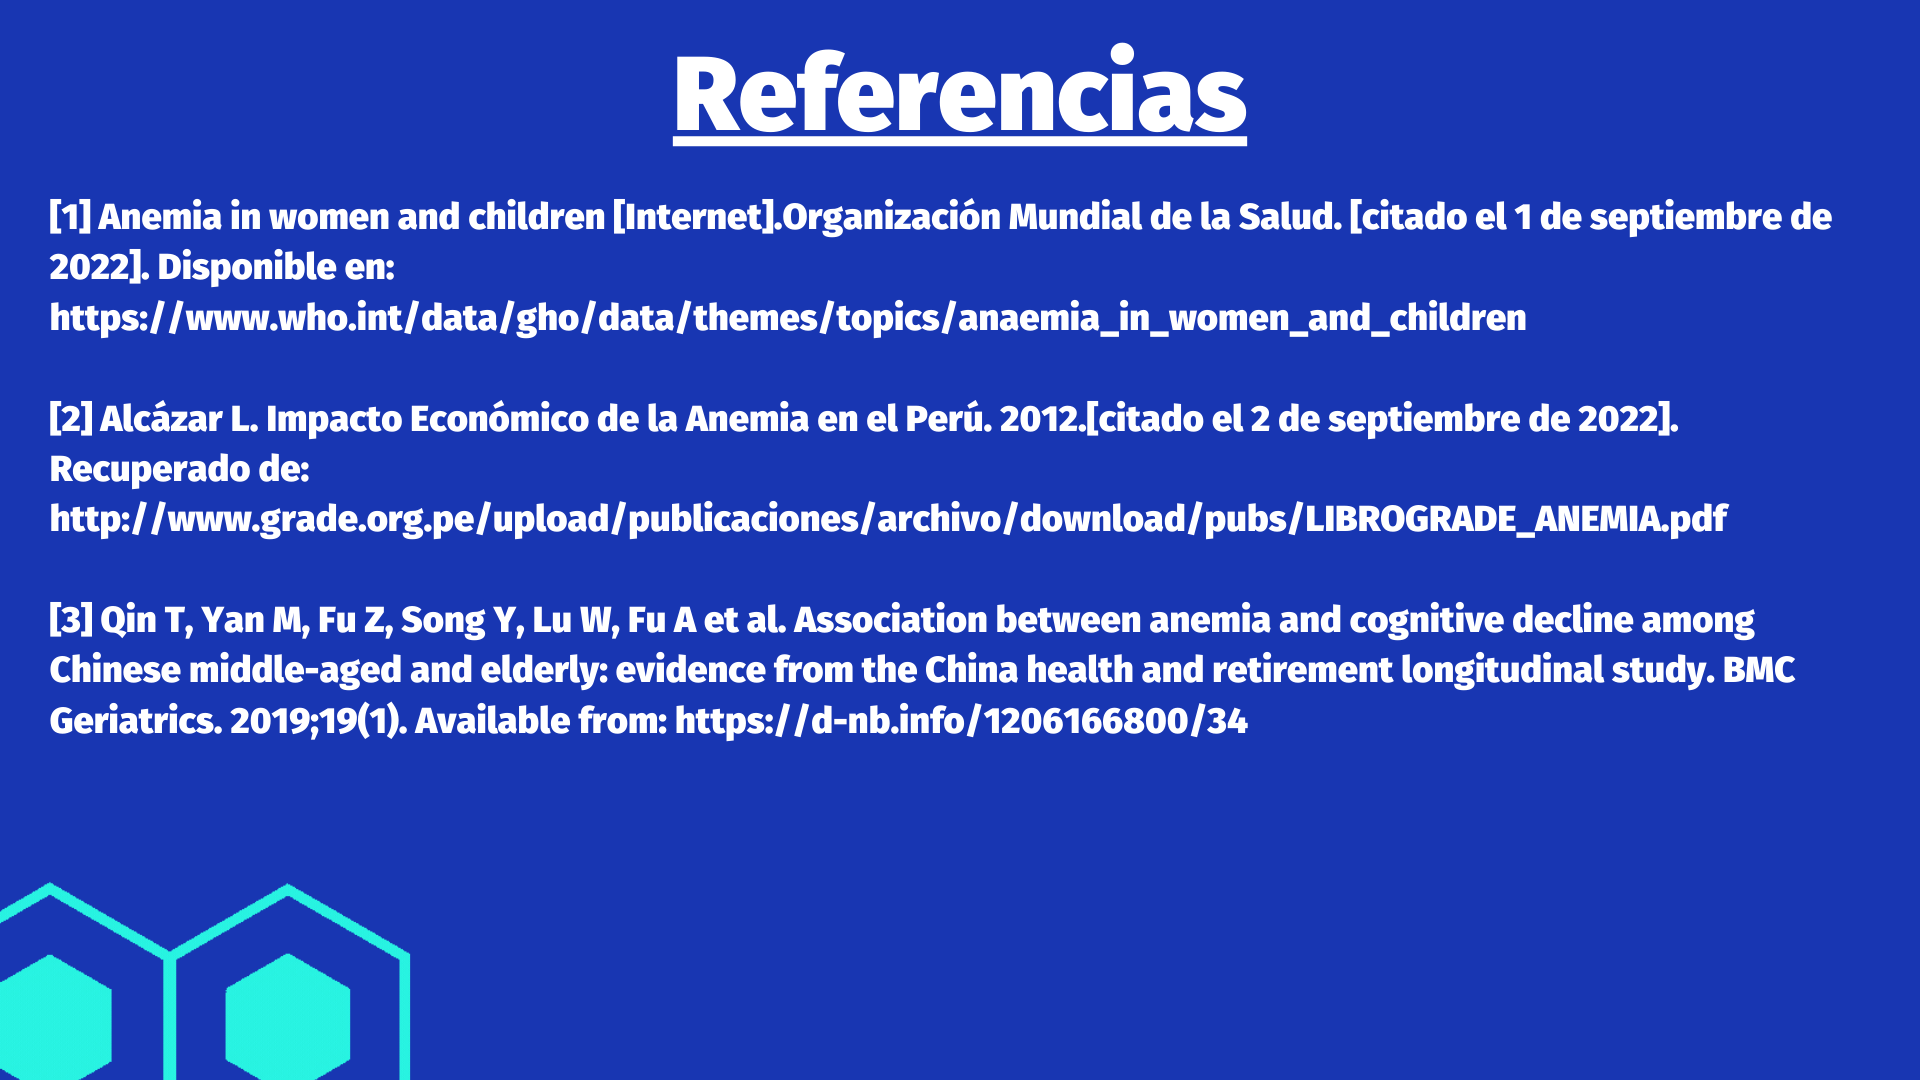 Referencias
[1] Anemia in women and children [Internet].Organización Mundial de la Salud. [citado el 1 de septiembre de
2022]. Disponible en:
https://www.who.int/data/gho/data/themes/topics/anaemia_in_women_and_children
[2] Alcázar L. Impacto Económico de la Anemia en el Perú. 2012.[citado el 2 de septiembre de 2022].
Recuperado de:
http://www.grade.org.pe/upload/publicaciones/archivo/download/pubs/LIBROGRADE_ANEMIA.pdf
[3] Qin T, Yan M, Fu Z, Song Y, Lu W, Fu A et al. Association between anemia and cognitive decline among
Chinese middle-aged and elderly: evidence from the China health and retirement longitudinal study. BMC
Geriatrics. 2019;19(1). Available from: https://d-nb.info/1206166800/34